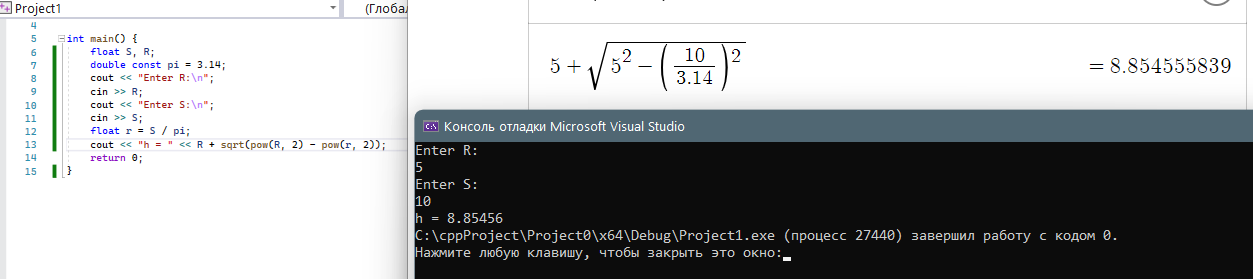 Project1
(Глобал
4
5 int main() {
6 float S, R;
7 double const pi = 3.14;
8 cout << "Enter R:\n";
9 cin >> R;
10 cout << "Enter S:\n";
11 cin >> S;
12 float r = S / pi;
13 cout << "h = " << R + sqrt(pow(R, 2) - pow(r, 2));
14 return 0;
15 }
5 + √(5² − (10/3.14)²) = 8.854555839
Консоль отладки Microsoft Visual Studio
Enter R:
5
Enter S:
10
h = 8.85456
C:\cppProject\Project0\x64\Debug\Project1.exe (процесс 27440) завершил работу с кодом 0.
Нажмите любую клавишу, чтобы закрыть это окно: